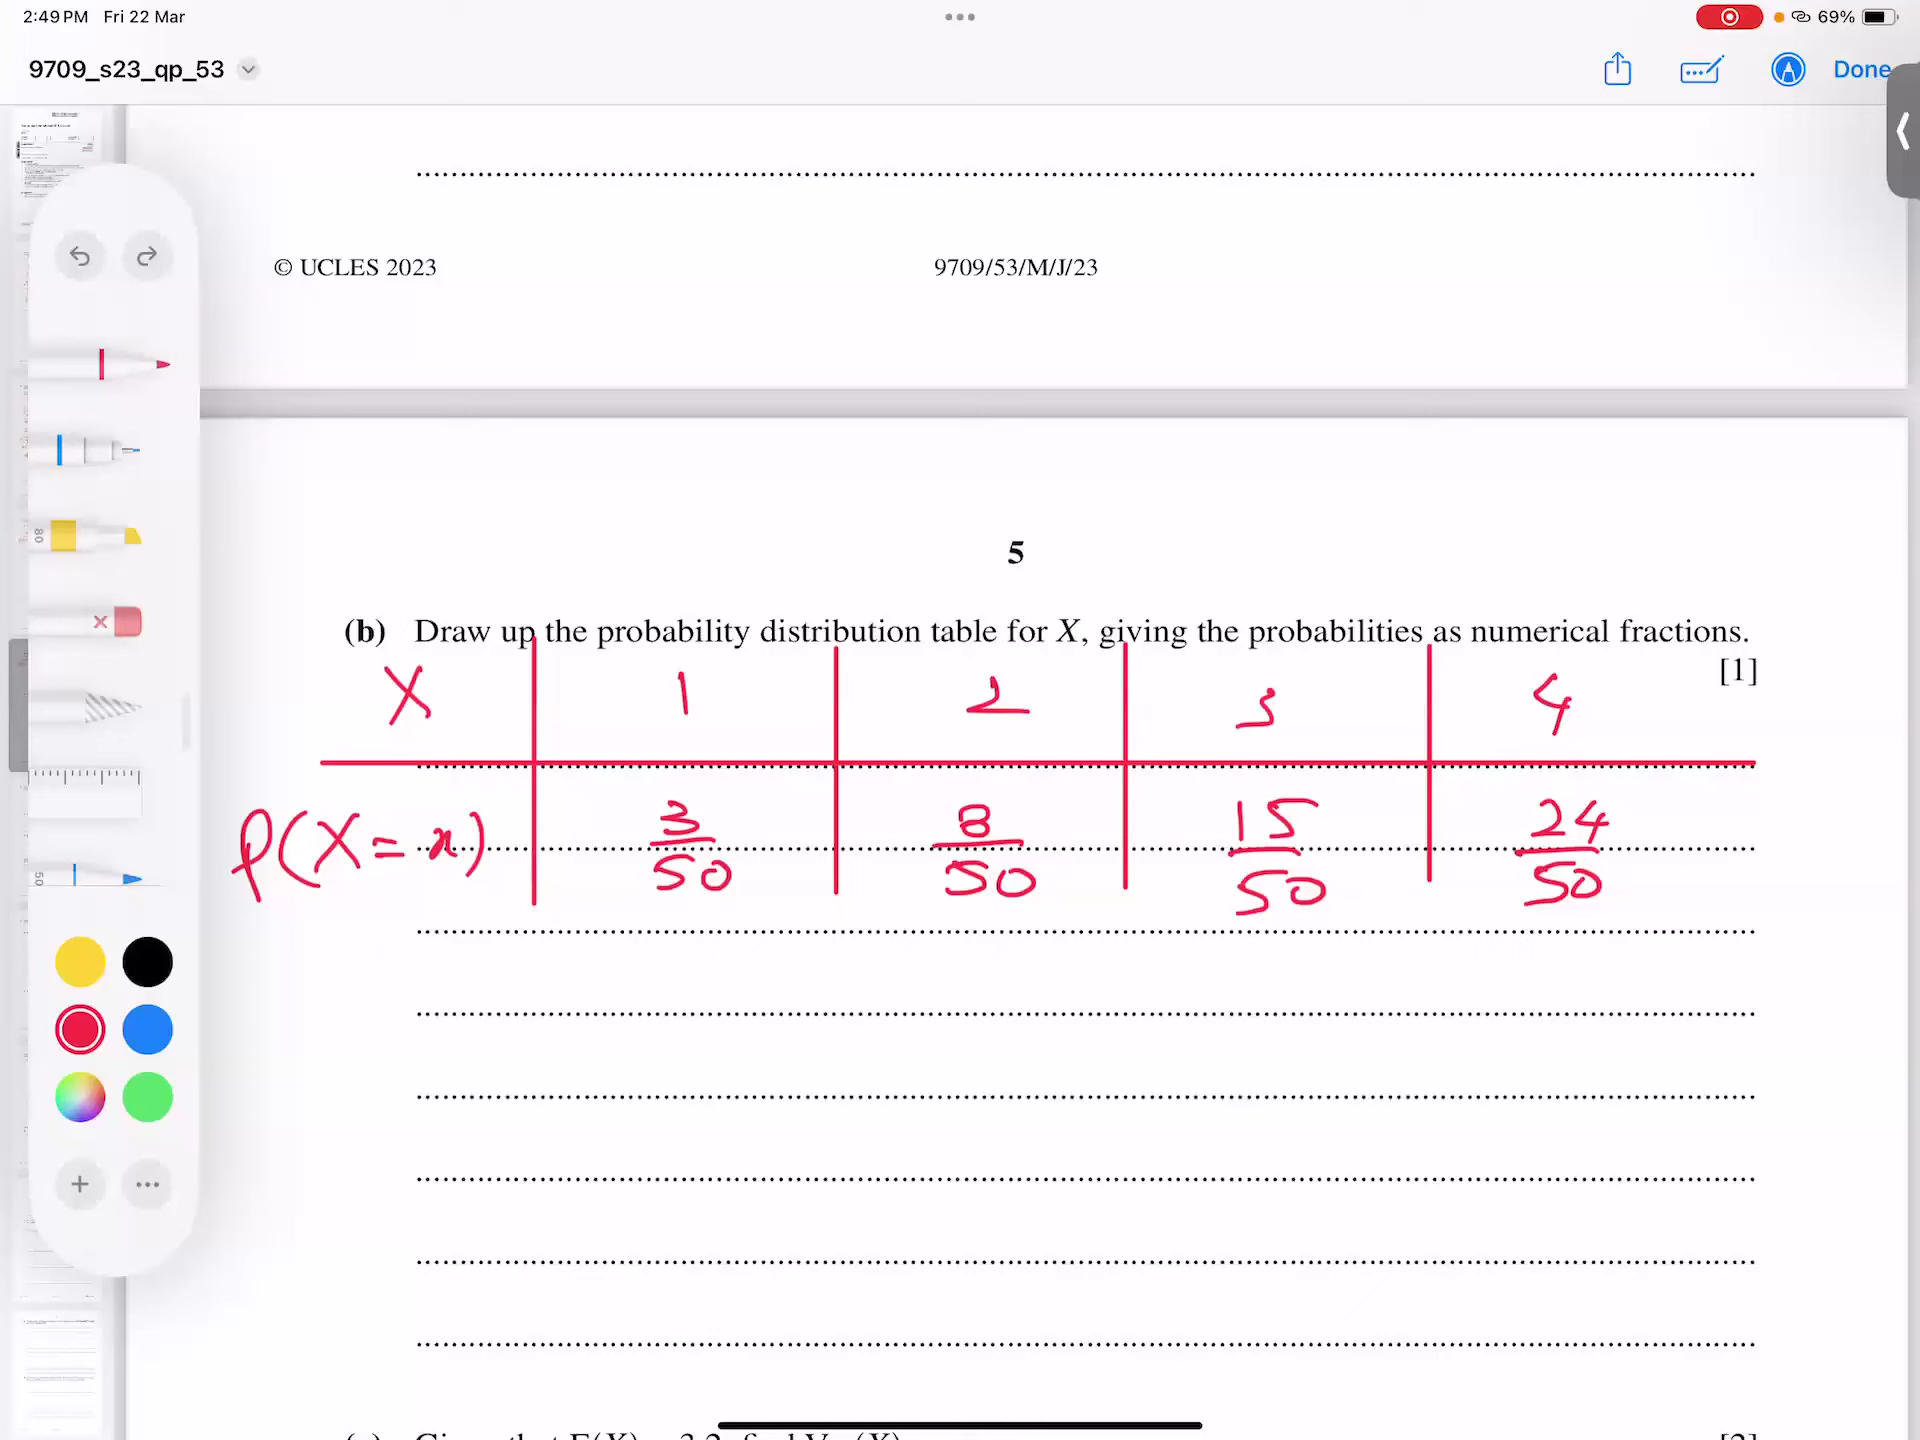 2:49 PM Fri 22 Mar
69%
9709_s23_qp_53
Done
© UCLES 2023 9709/53/M/J/23
5
(b) Draw up the probability distribution table for X, giving the probabilities as numerical fractions.
[1]
X 1 2 3 4
P(X = x) 3/50 8/50 15/50 24/50
80
50